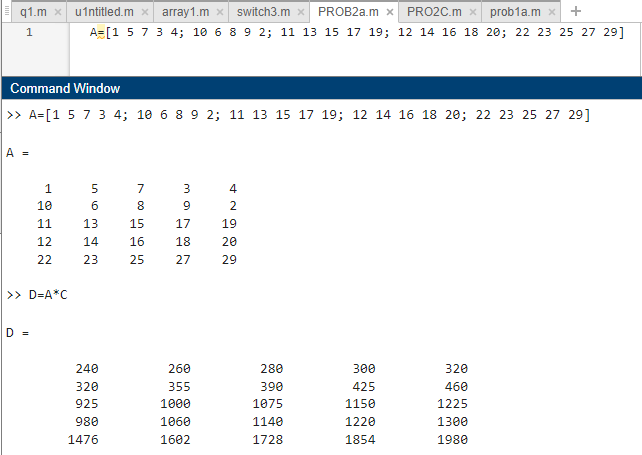 q1.m × u1ntitled.m × array1.m × switch3.m × PROB2a.m × PRO2C.m × prob1a.m × +
1 A=[1 5 7 3 4; 10 6 8 9 2; 11 13 15 17 19; 12 14 16 18 20; 22 23 25 27 29]
Command Window
>> A=[1 5 7 3 4; 10 6 8 9 2; 11 13 15 17 19; 12 14 16 18 20; 22 23 25 27 29]
A =
1 5 7 3 4
10 6 8 9 2
11 13 15 17 19
12 14 16 18 20
22 23 25 27 29
>> D=A*C
D =
240 260 280 300 320
320 355 390 425 460
925 1000 1075 1150 1225
980 1060 1140 1220 1300
1476 1602 1728 1854 1980